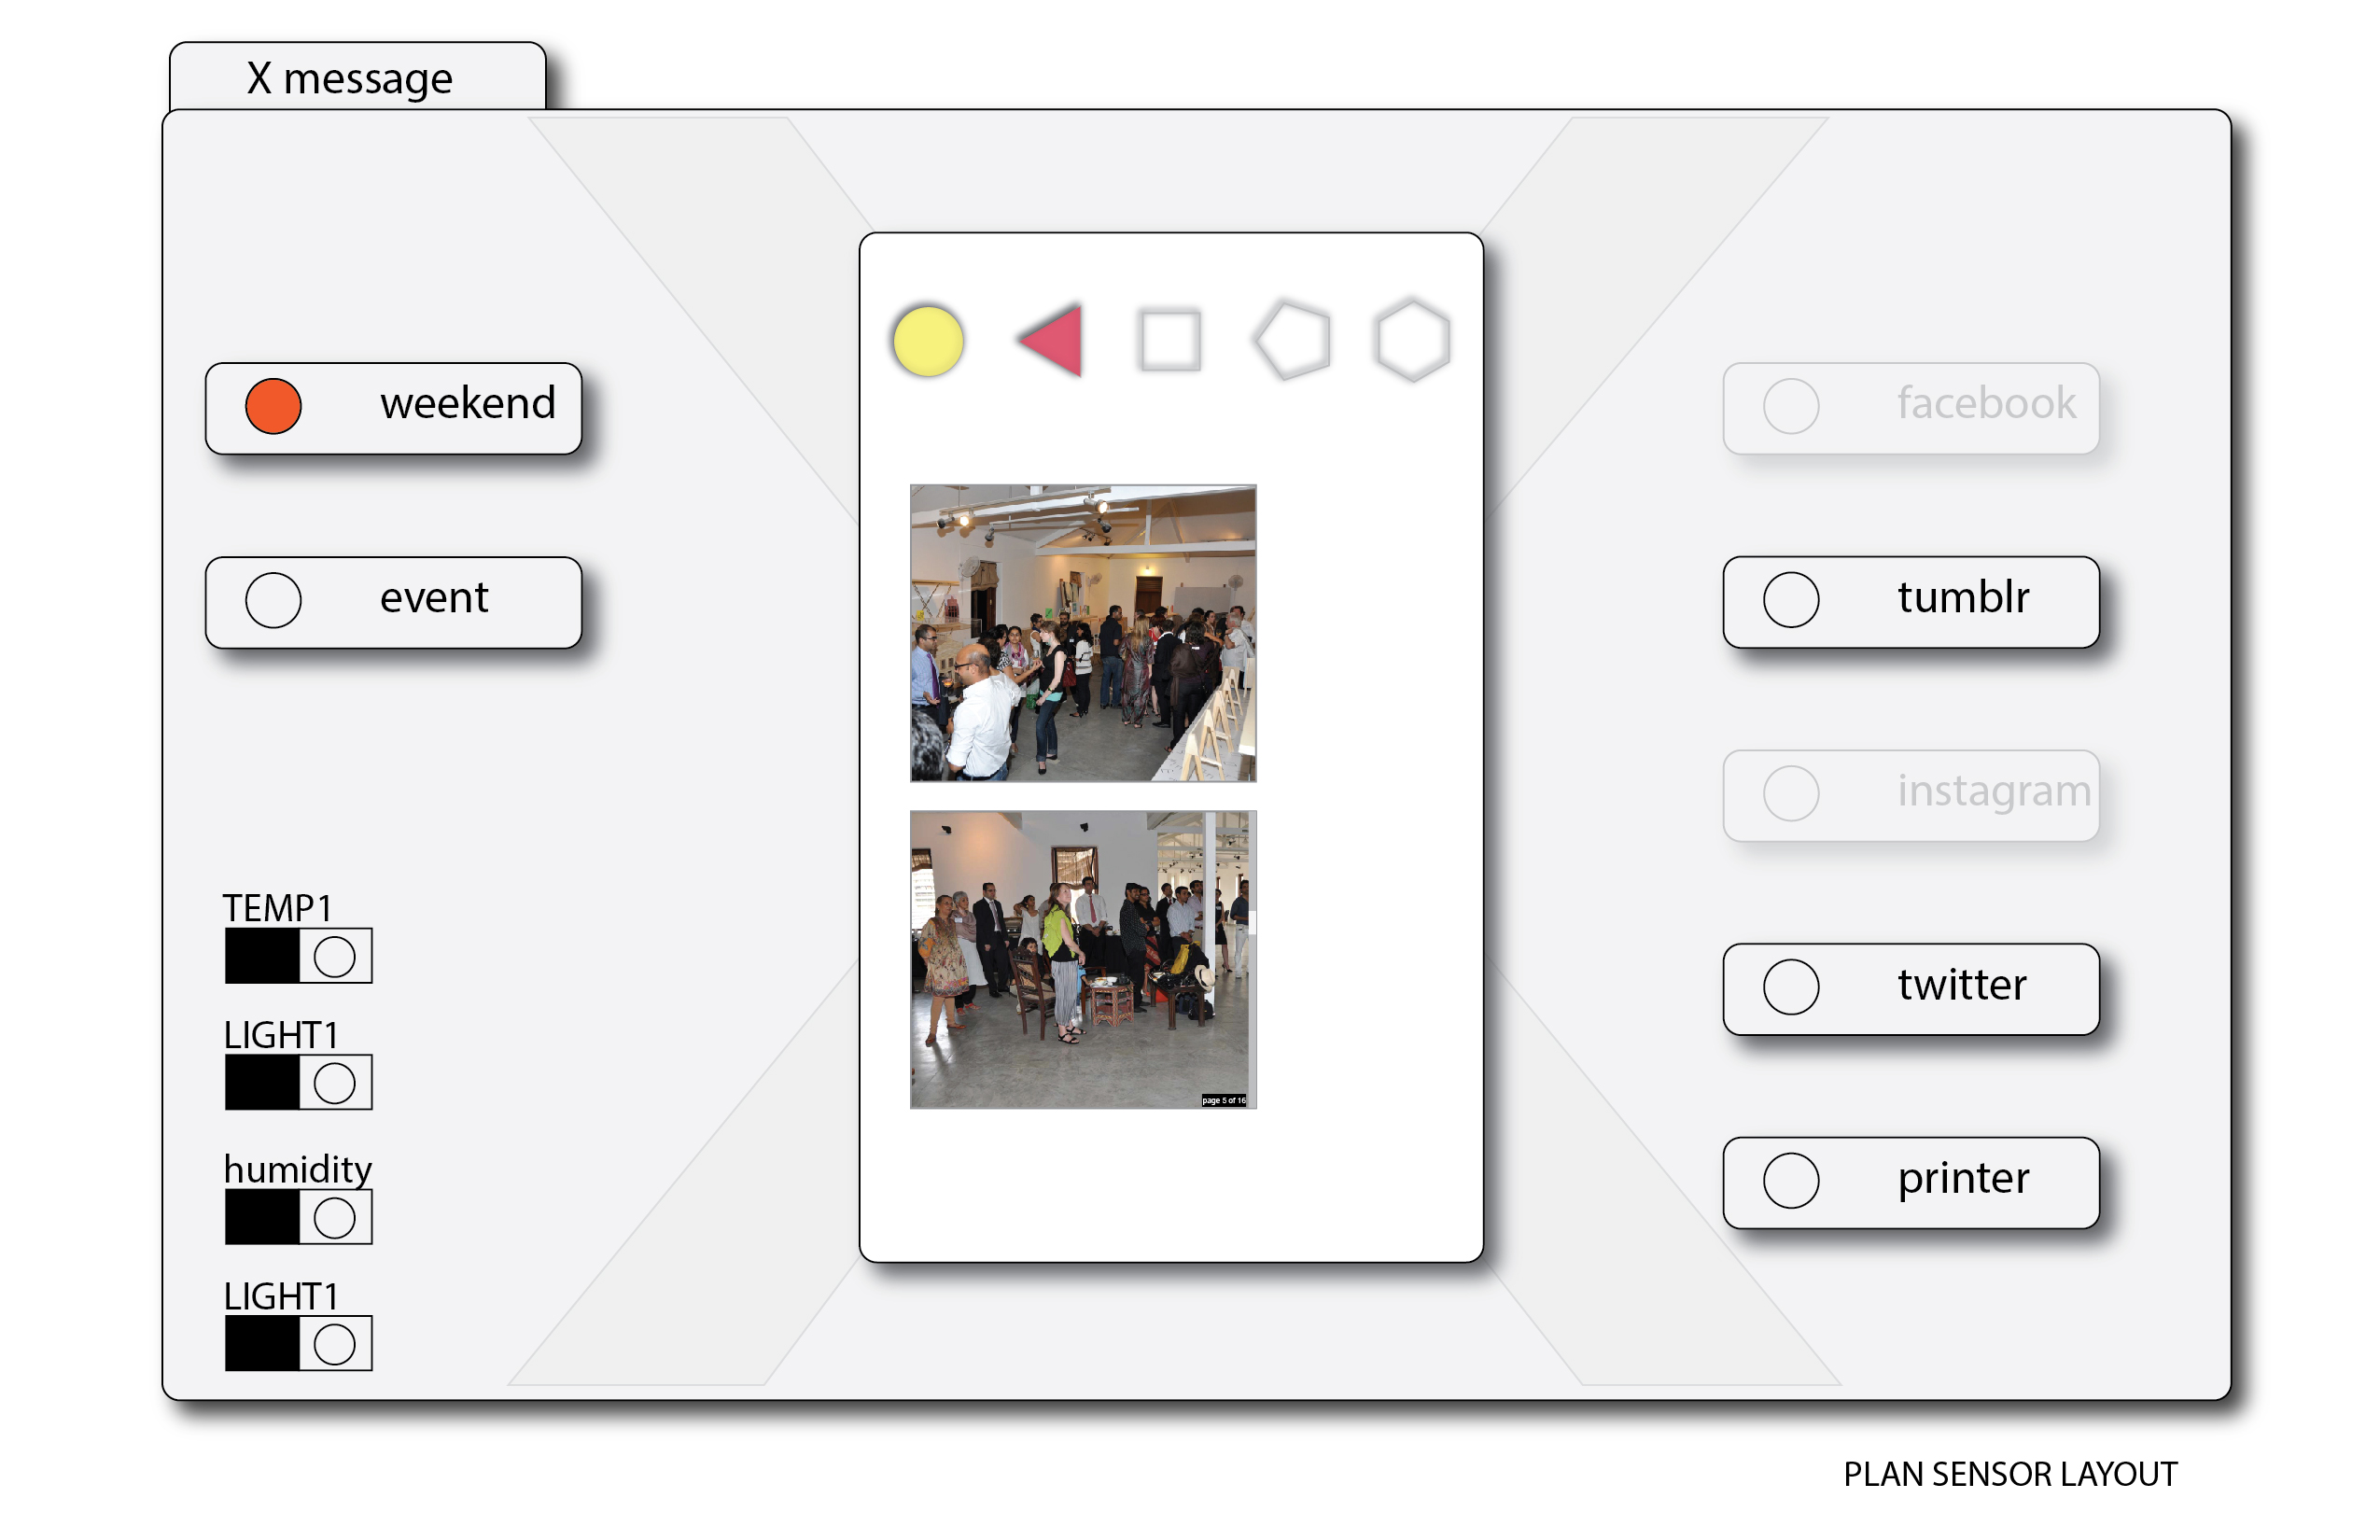 X message
weekend
event
TEMP1
LIGHT1
humidity
LIGHT1
page 5 of 16
facebook
tumblr
instagram
twitter
printer
PLAN SENSOR LAYOUT